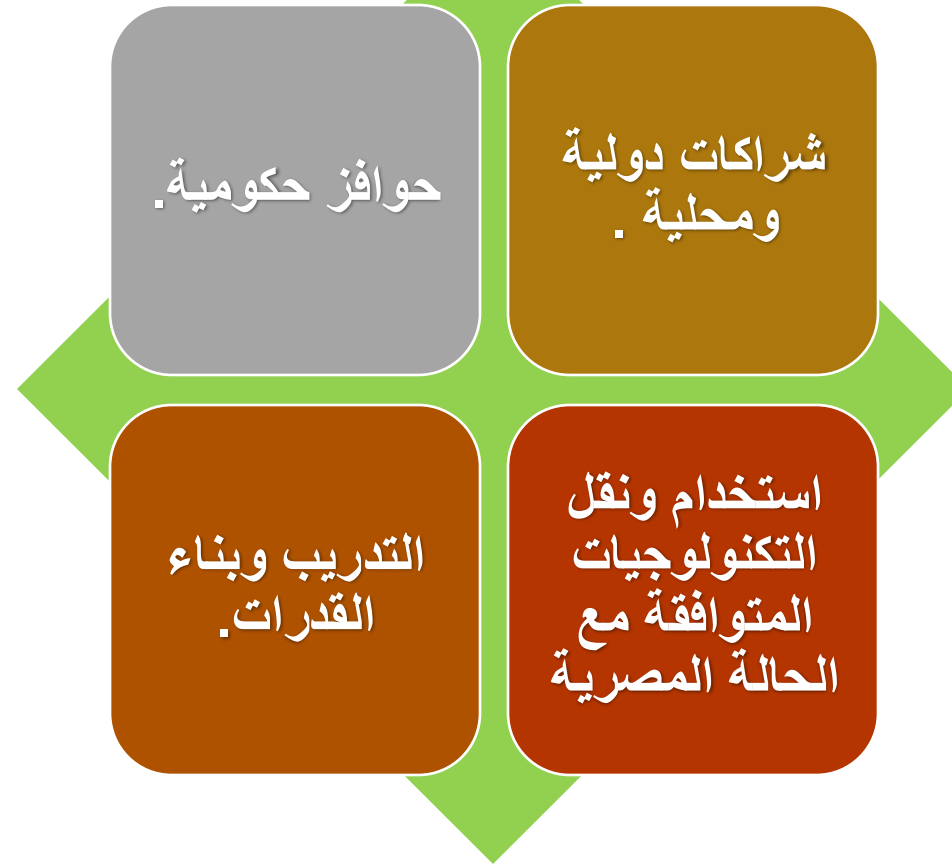 شراكات دولية
ومحلية .
حوافز حكومية.
استخدام ونقل
التكنولوجيات
المتوافقة مع
الحالة المصرية
التدريب وبناء
القدرات.